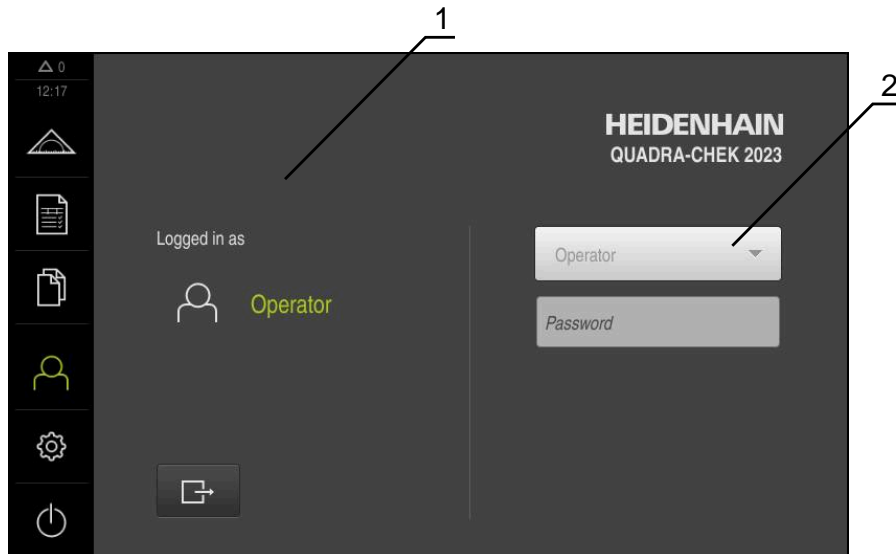 1
2
0
12:17
HEIDENHAIN
QUADRA-CHEK 2023
Logged in as
Operator
Operator
Password